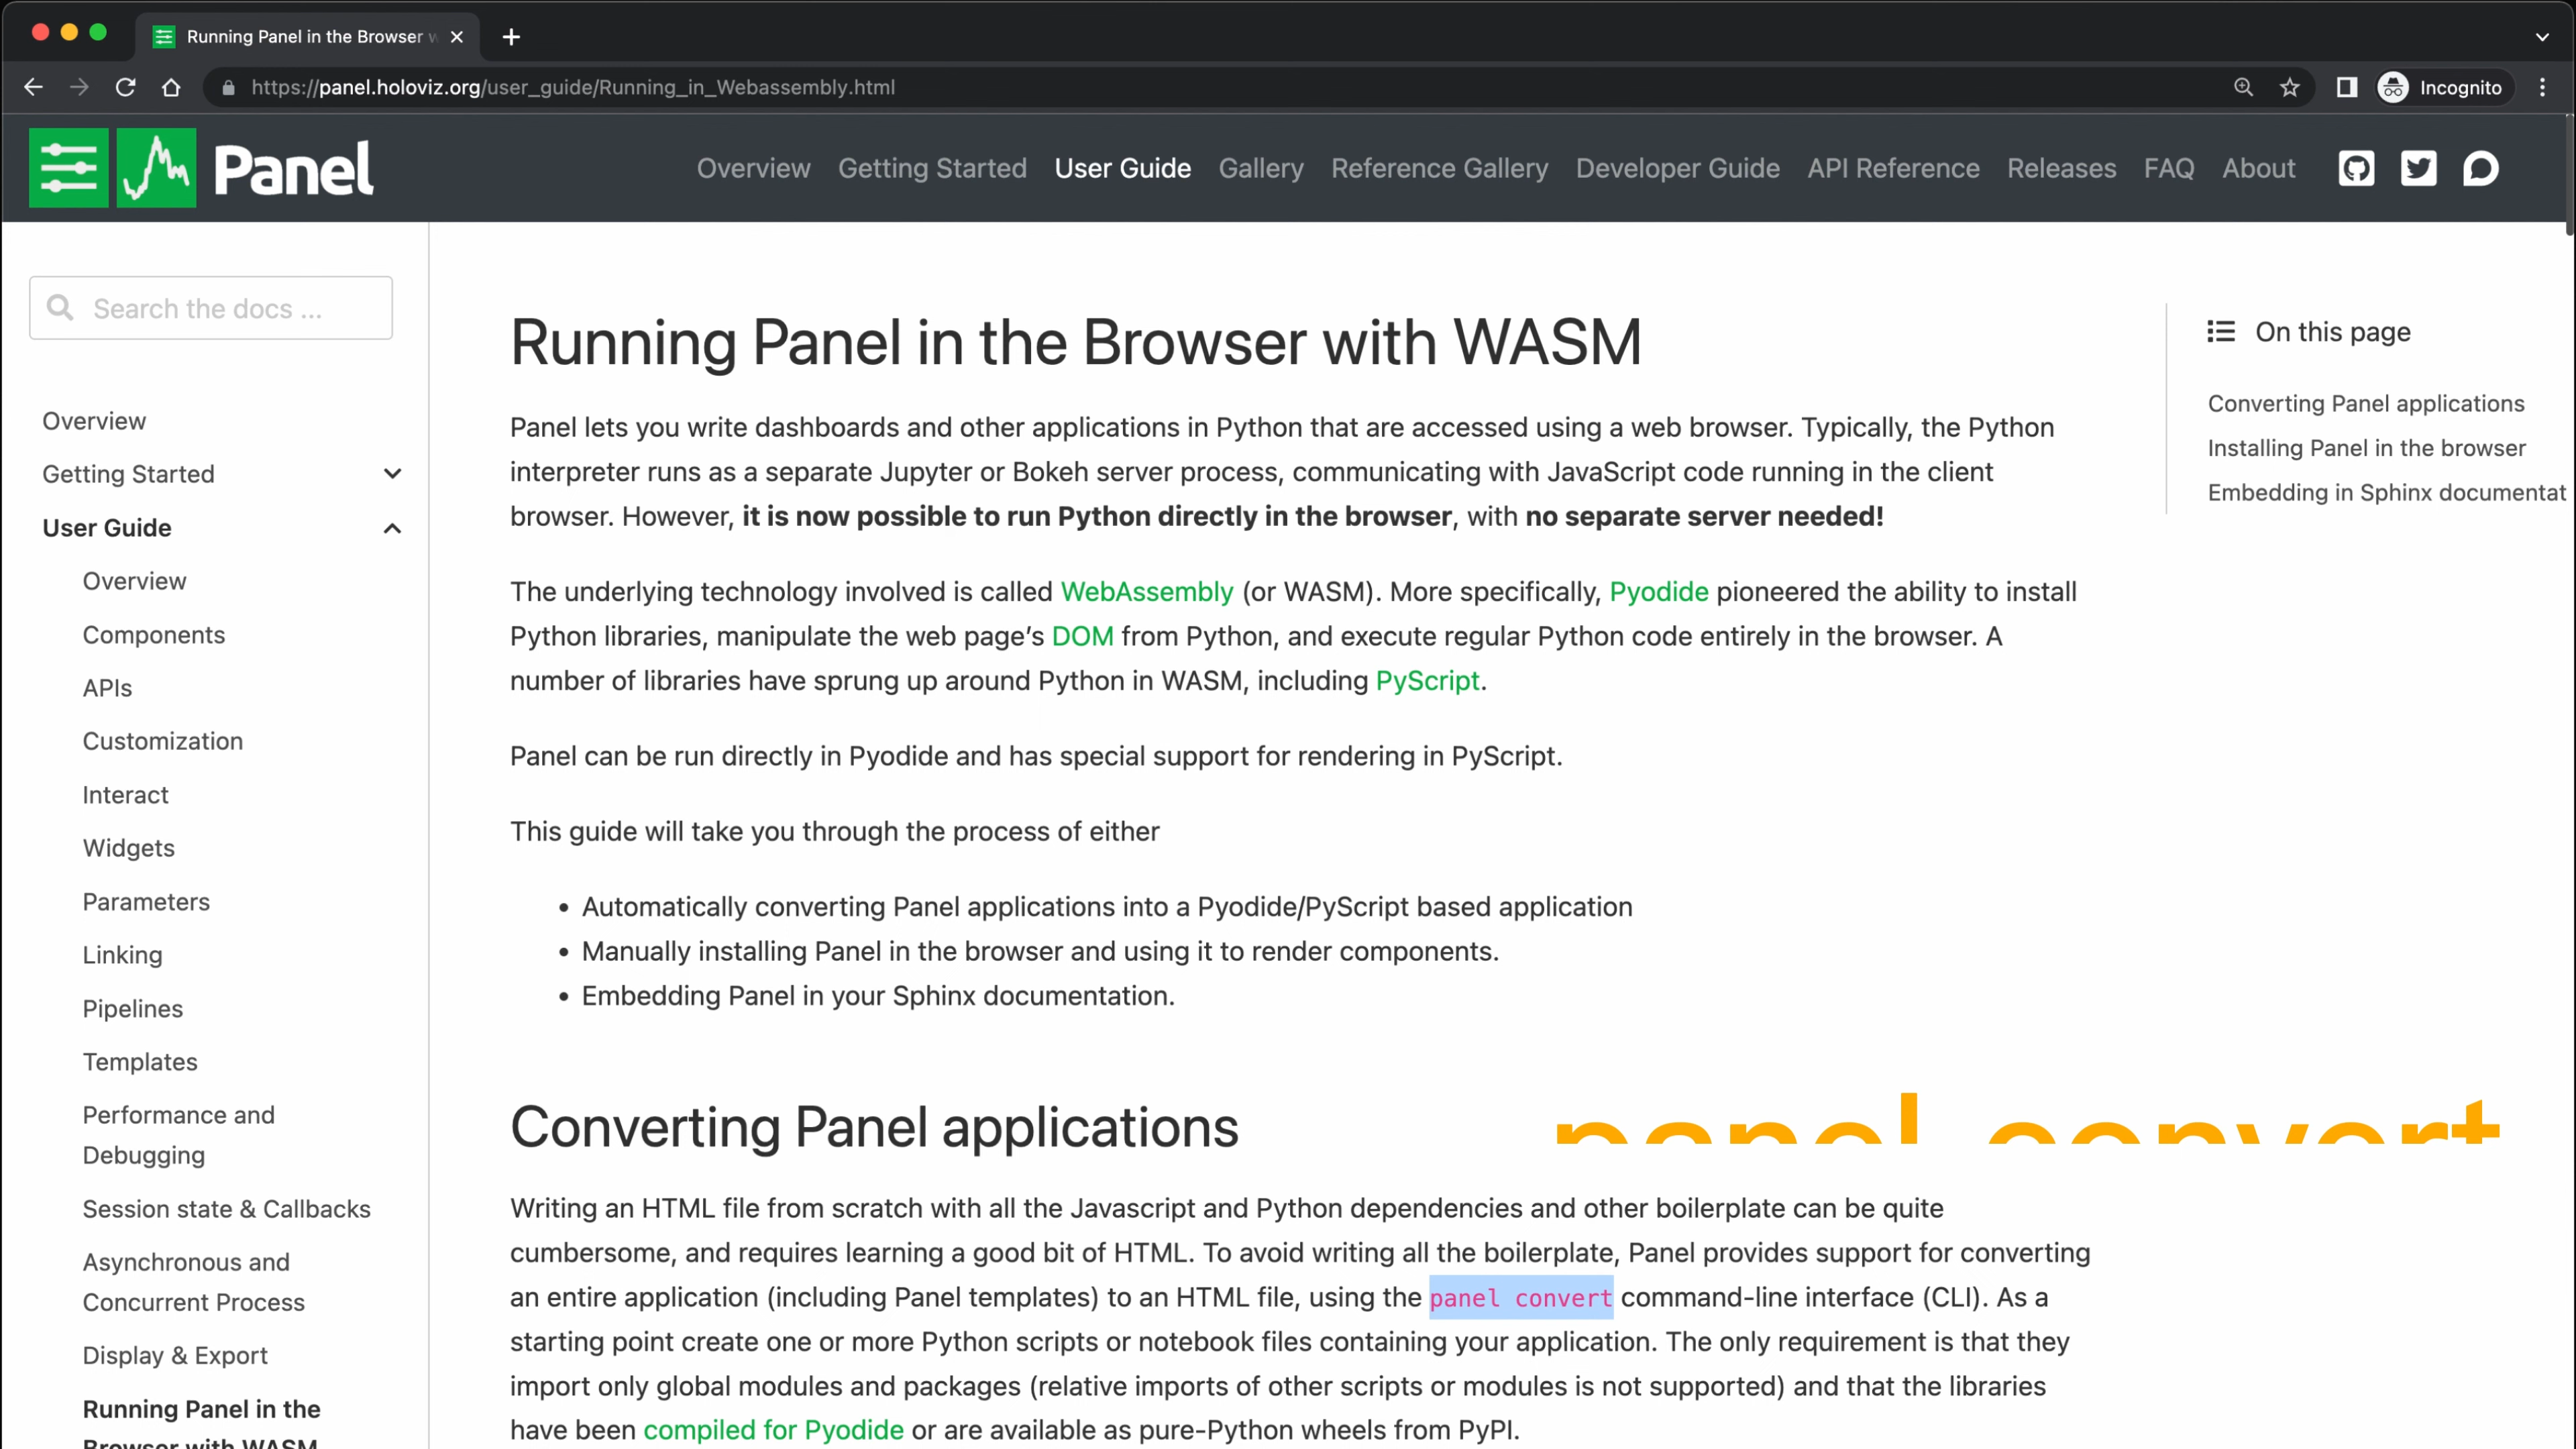 Running Panel in the Browser w
https://panel.holoviz.org/user_guide/Running_in_Webassembly.html
Incognito
Panel
Overview Getting Started User Guide Gallery Reference Gallery Developer Guide API Reference Releases FAQ About
Search the docs ...
Overview
Getting Started
User Guide
Overview
Components
APIs
Customization
Interact
Widgets
Parameters
Linking
Pipelines
Templates
Performance and
Debugging
Session state & Callbacks
Asynchronous and
Concurrent Process
Display & Export
Running Panel in the
Browser with WASM
Running Panel in the Browser with WASM
Panel lets you write dashboards and other applications in Python that are accessed using a web browser. Typically, the Python
interpreter runs as a separate Jupyter or Bokeh server process, communicating with JavaScript code running in the client
browser. However, it is now possible to run Python directly in the browser, with no separate server needed!
The underlying technology involved is called WebAssembly (or WASM). More specifically, Pyodide pioneered the ability to install
Python libraries, manipulate the web page’s DOM from Python, and execute regular Python code entirely in the browser. A
number of libraries have sprung up around Python in WASM, including PyScript.
Panel can be run directly in Pyodide and has special support for rendering in PyScript.
This guide will take you through the process of either
• Automatically converting Panel applications into a Pyodide/PyScript based application
• Manually installing Panel in the browser and using it to render components.
• Embedding Panel in your Sphinx documentation.
Converting Panel applications
panel convert
Writing an HTML file from scratch with all the Javascript and Python dependencies and other boilerplate can be quite
cumbersome, and requires learning a good bit of HTML. To avoid writing all the boilerplate, Panel provides support for converting
an entire application (including Panel templates) to an HTML file, using the panel convert command-line interface (CLI). As a
starting point create one or more Python scripts or notebook files containing your application. The only requirement is that they
import only global modules and packages (relative imports of other scripts or modules is not supported) and that the libraries
have been compiled for Pyodide or are available as pure-Python wheels from PyPI.
On this page
Converting Panel applications
Installing Panel in the browser
Embedding in Sphinx documentat